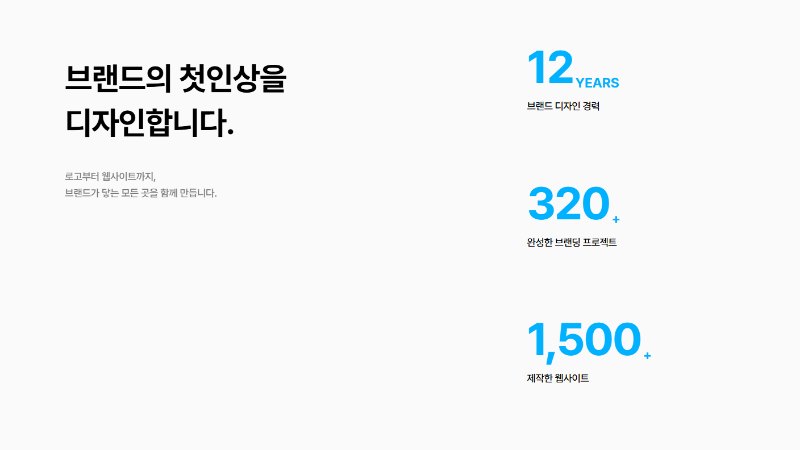 브랜드의 첫인상을
디자인합니다.
로고부터 웹사이트까지,
브랜드가 닿는 모든 곳을 함께 만듭니다.
12 YEARS
브랜드 디자인 경력
320+
완성한 브랜딩 프로젝트
1,500+
제작한 웹사이트